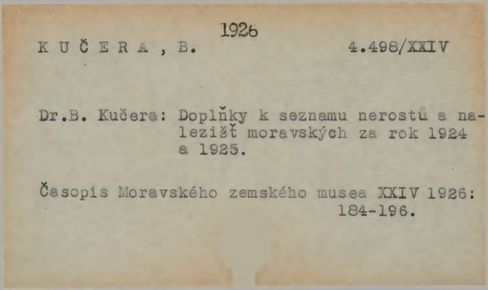 1926
K U Č E R A , B. 4.498/XXIV
Dr.B. Kučera: Doplňky k seznamu nerostů a na-
lezišť moravských za rok 1924
a 1925.
Časopis Moravského zemského musea XXIV 1926:
184-196.